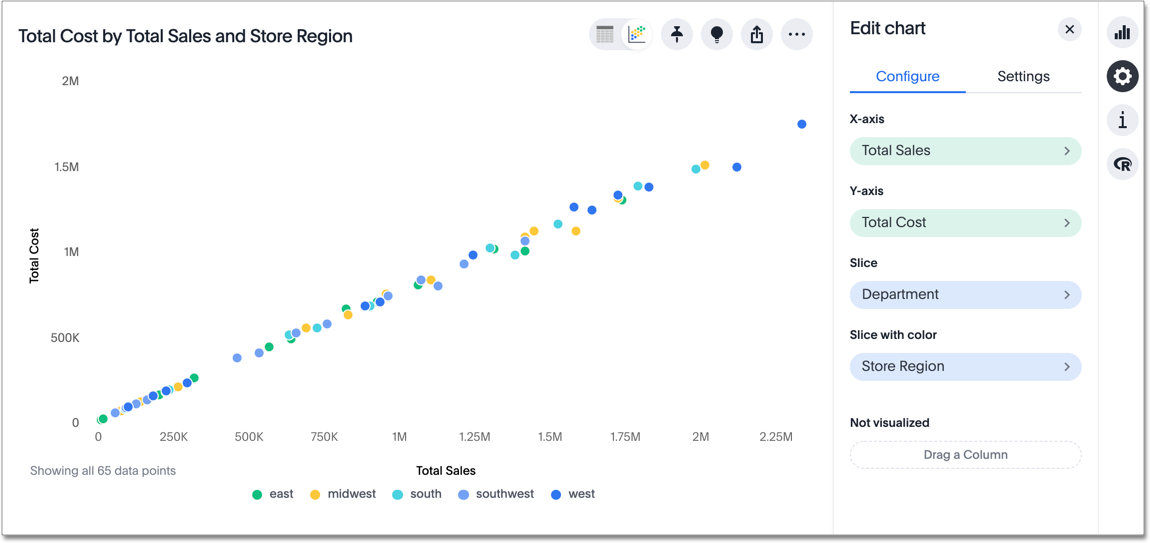 Total Cost by Total Sales and Store Region
2M
1.5M
1M
500K
0
Total Cost
0 250K 500K 750K 1M 1.25M 1.5M 1.75M 2M 2.25M
Showing all 65 data points
Total Sales
east midwest south southwest west
Edit chart
Configure Settings
X-axis
Total Sales
Y-axis
Total Cost
Slice
Department
Slice with color
Store Region
Not visualized
Drag a Column
i
R